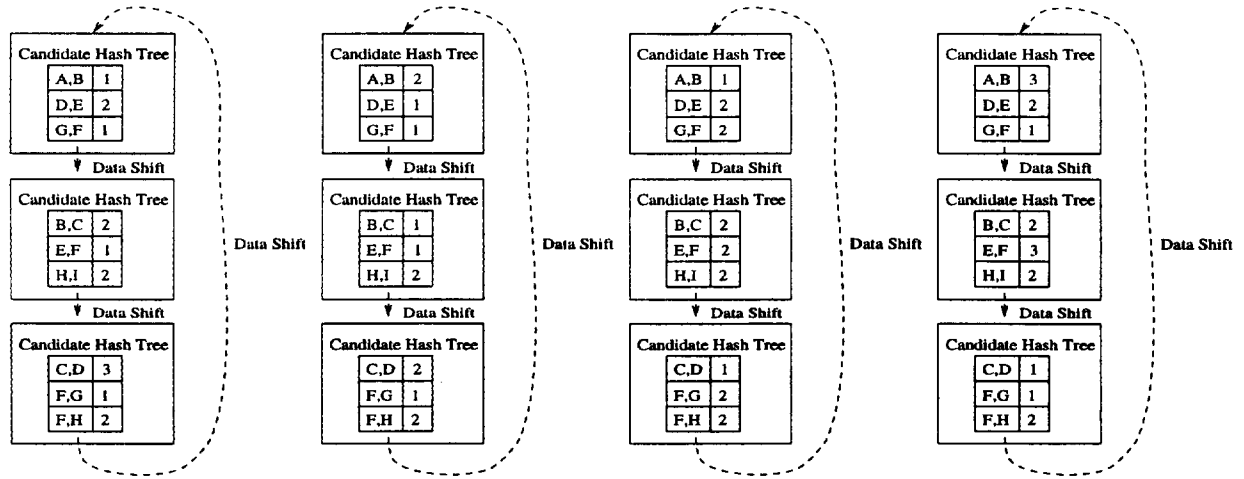 Candidate Hash Tree
A,B 1
D,E 2
G,F 1
Data Shift
Candidate Hash Tree
B,C 2
E,F 1
H,I 2
Data Shift
Candidate Hash Tree
C,D 3
F,G 1
F,H 2
Data Shift
Candidate Hash Tree
A,B 2
D,E 1
G,F 1
Data Shift
Candidate Hash Tree
B,C 1
E,F 1
H,I 2
Data Shift
Candidate Hash Tree
C,D 2
F,G 1
F,H 2
Data Shift
Candidate Hash Tree
A,B 1
D,E 2
G,F 2
Data Shift
Candidate Hash Tree
B,C 2
E,F 2
H,I 2
Data Shift
Candidate Hash Tree
C,D 1
F,G 2
F,H 2
Data Shift
Candidate Hash Tree
A,B 3
D,E 2
G,F 1
Data Shift
Candidate Hash Tree
B,C 2
E,F 3
H,I 2
Data Shift
Candidate Hash Tree
C,D 1
F,G 1
F,H 2
Data Shift